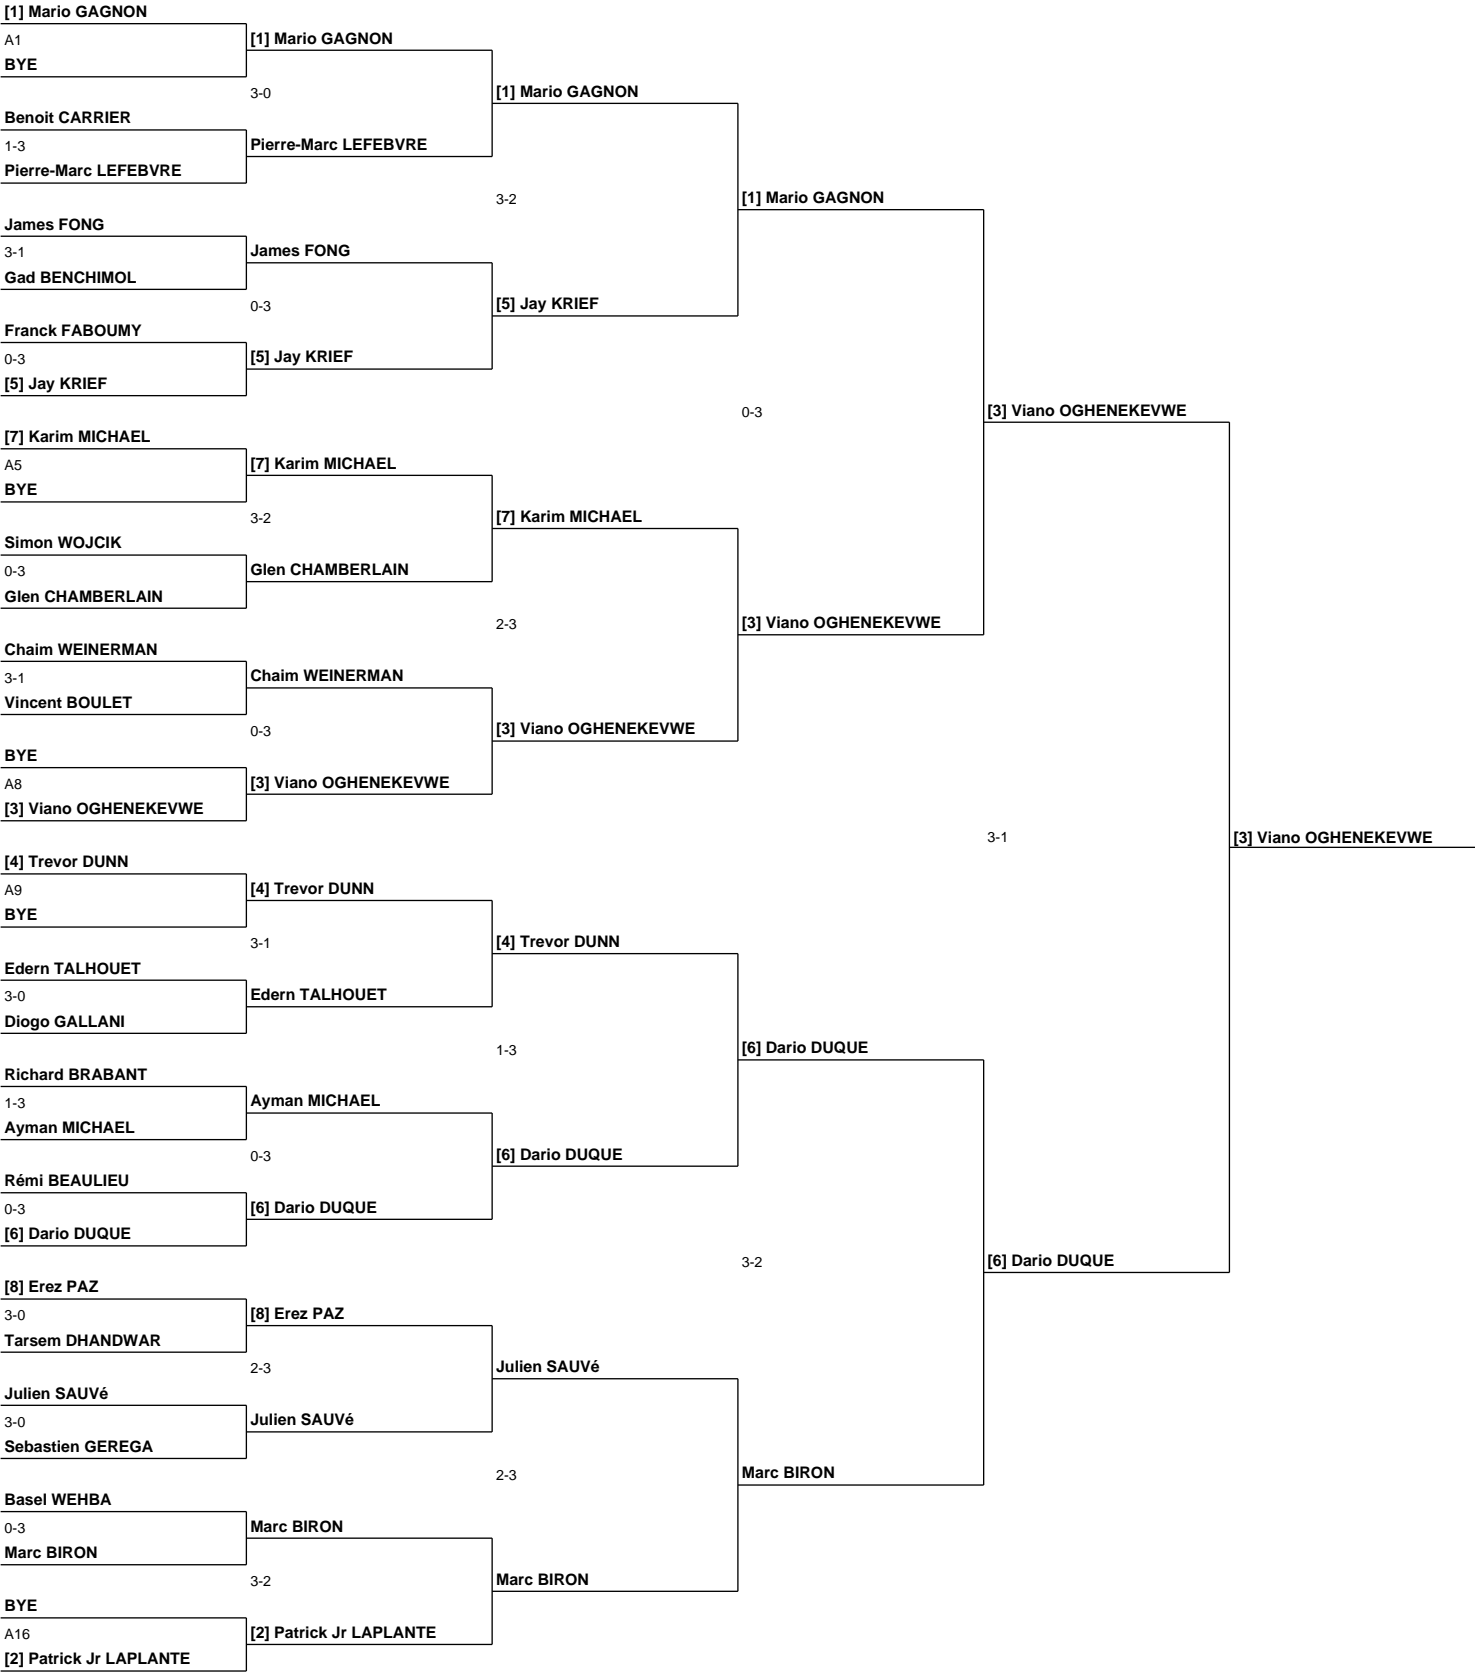 [1] Mario GAGNON
A1
BYE
Benoit CARRIER
1-3
Pierre-Marc LEFEBVRE
James FONG
3-1
Gad BENCHIMOL
Franck FABOUMY
0-3
[5] Jay KRIEF
[7] Karim MICHAEL
A5
BYE
Simon WOJCIK
0-3
Glen CHAMBERLAIN
Chaim WEINERMAN
3-1
Vincent BOULET
BYE
A8
[3] Viano OGHENEKEVWE
[4] Trevor DUNN
A9
BYE
Edern TALHOUET
3-0
Diogo GALLANI
Richard BRABANT
1-3
Ayman MICHAEL
Rémi BEAULIEU
0-3
[6] Dario DUQUE
[8] Erez PAZ
3-0
Tarsem DHANDWAR
Julien SAUVé
3-0
Sebastien GEREGA
Basel WEHBA
0-3
Marc BIRON
BYE
A16
[2] Patrick Jr LAPLANTE
[1] Mario GAGNON
3-0
Pierre-Marc LEFEBVRE
James FONG
0-3
[5] Jay KRIEF
[7] Karim MICHAEL
3-2
Glen CHAMBERLAIN
Chaim WEINERMAN
0-3
[3] Viano OGHENEKEVWE
[4] Trevor DUNN
3-1
Edern TALHOUET
Ayman MICHAEL
0-3
[6] Dario DUQUE
[8] Erez PAZ
2-3
Julien SAUVé
Marc BIRON
3-2
[2] Patrick Jr LAPLANTE
[1] Mario GAGNON
3-2
[5] Jay KRIEF
[7] Karim MICHAEL
2-3
[3] Viano OGHENEKEVWE
[4] Trevor DUNN
1-3
[6] Dario DUQUE
Julien SAUVé
2-3
Marc BIRON
[1] Mario GAGNON
0-3
[3] Viano OGHENEKEVWE
[6] Dario DUQUE
3-2
Marc BIRON
[3] Viano OGHENEKEVWE
3-1
[6] Dario DUQUE
[3] Viano OGHENEKEVWE